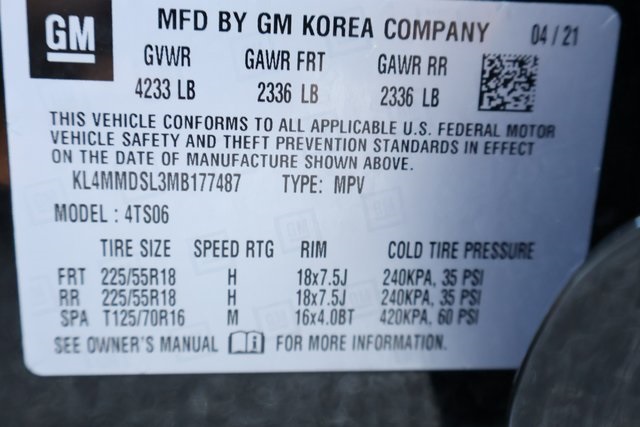 GM MFD BY GM KOREA COMPANY 04 / 21
GVWR GAWR FRT GAWR RR
4233 LB 2336 LB 2336 LB
THIS VEHICLE CONFORMS TO ALL APPLICABLE U.S. FEDERAL MOTOR
VEHICLE SAFETY AND THEFT PREVENTION STANDARDS IN EFFECT
ON THE DATE OF MANUFACTURE SHOWN ABOVE.
KL4MMDSL3MB177487 TYPE: MPV
MODEL : 4TS06
TIRE SIZE SPEED RTG RIM COLD TIRE PRESSURE
FRT 225/55R18 H 18x7.5J 240KPA, 35 PSI
RR 225/55R18 H 18x7.5J 240KPA, 35 PSI
SPA T125/70R16 M 16x4.0BT 420KPA, 60 PSI
SEE OWNER'S MANUAL i FOR MORE INFORMATION.